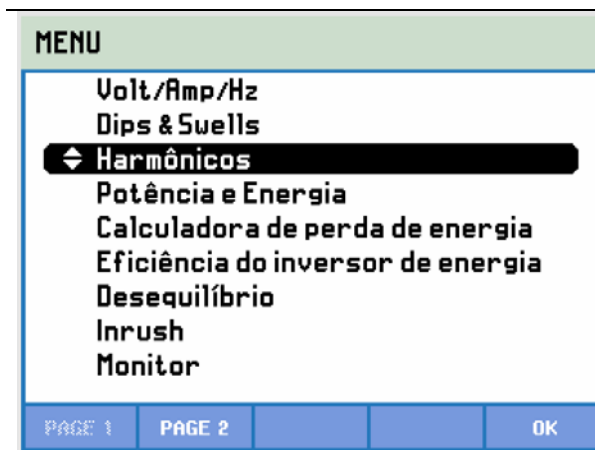 MENU
Volt/Amp/Hz
Dips & Swells
Harmônicos
Potência e Energia
Calculadora de perda de energia
Eficiência do inversor de energia
Desequilíbrio
Inrush
Monitor
PAGE 1 PAGE 2 OK